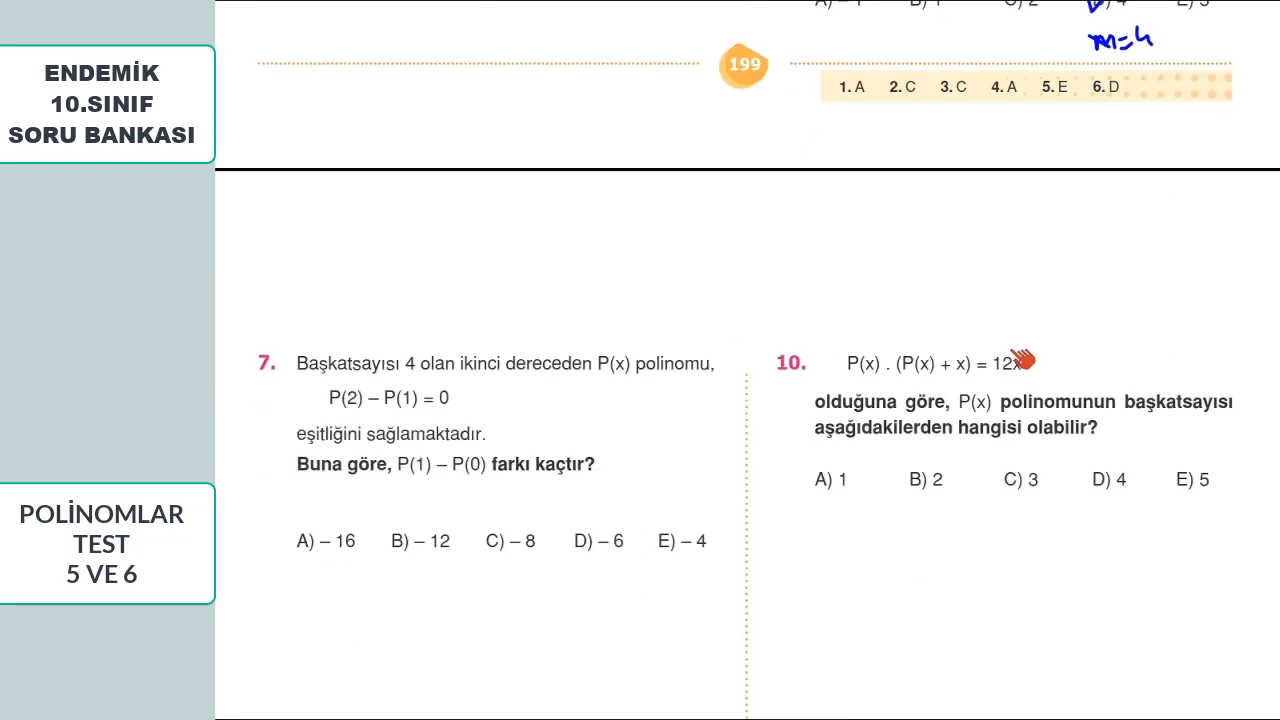 ENDEMİK
10.SINIF
SORU BANKASI
POLİNOMLAR
TEST
5 VE 6
m=4
199
1. A 2. C 3. C 4. A 5. E 6. D
7. Başkatsayısı 4 olan ikinci dereceden P(x) polinomu,
P(2) – P(1) = 0
eşitliğini sağlamaktadır.
Buna göre, P(1) – P(0) farkı kaçtır?
A) – 16 B) – 12 C) – 8 D) – 6 E) – 4
10. P(x) . (P(x) + x) = 12x
olduğuna göre, P(x) polinomunun başkatsayısı
aşağıdakilerden hangisi olabilir?
A) 1 B) 2 C) 3 D) 4 E) 5